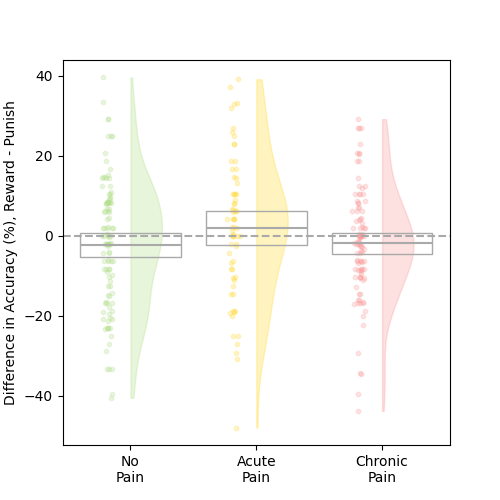 Difference in Accuracy (%), Reward - Punish
40
20
0
−20
−40
No
Pain
Acute
Pain
Chronic
Pain